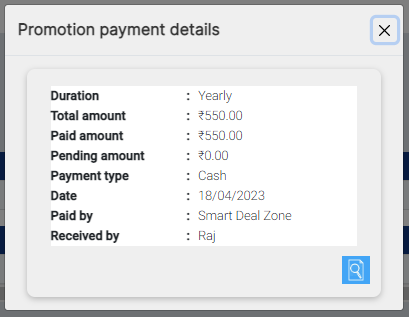 Promotion payment details
Duration : Yearly
Total amount : ₹550.00
Paid amount : ₹550.00
Pending amount : ₹0.00
Payment type : Cash
Date : 18/04/2023
Paid by : Smart Deal Zone
Received by : Raj